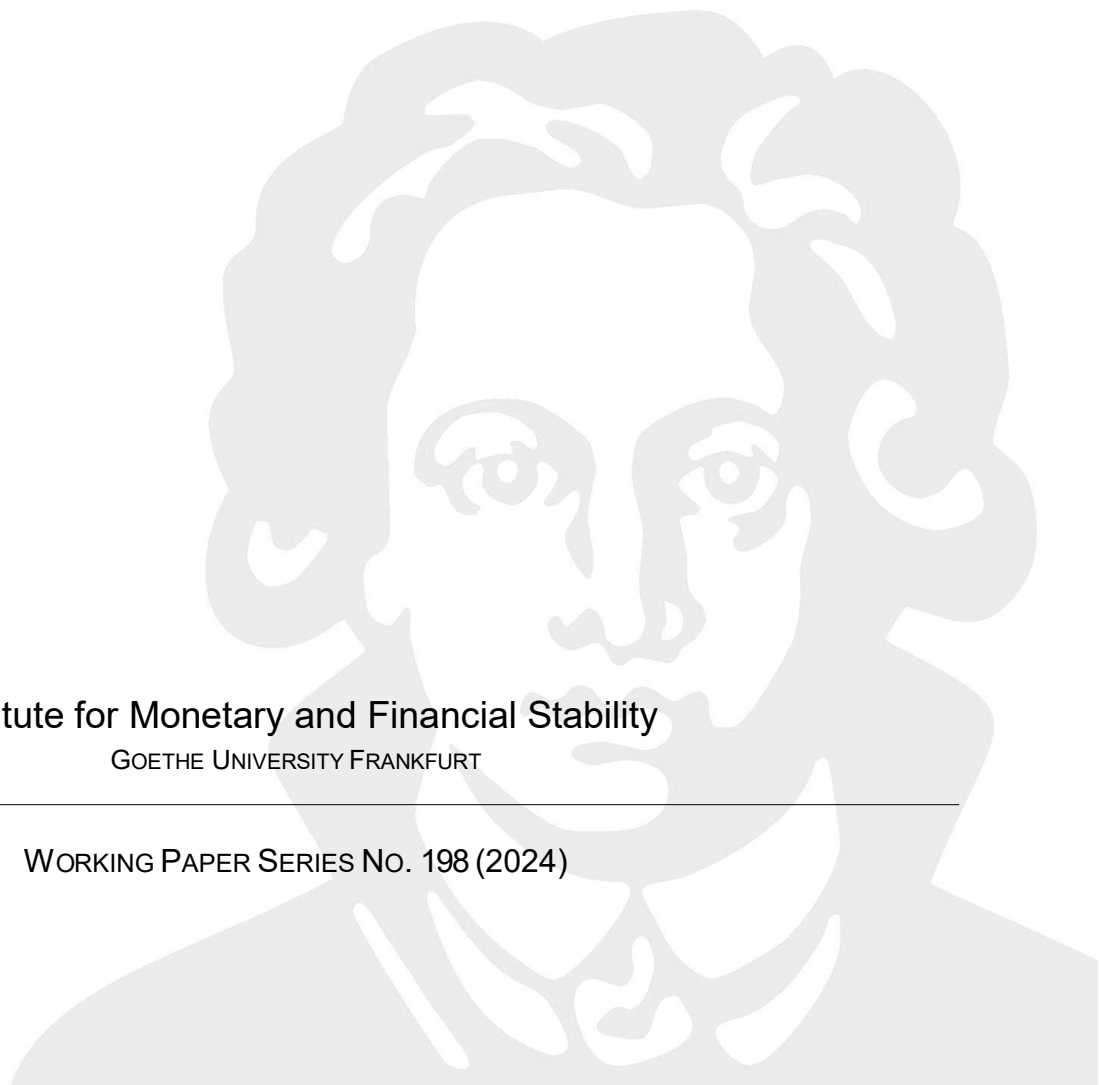 tute for Monetary and Financial Stability
GOETHE UNIVERSITY FRANKFURT
WORKING PAPER SERIES NO. 198 (2024)